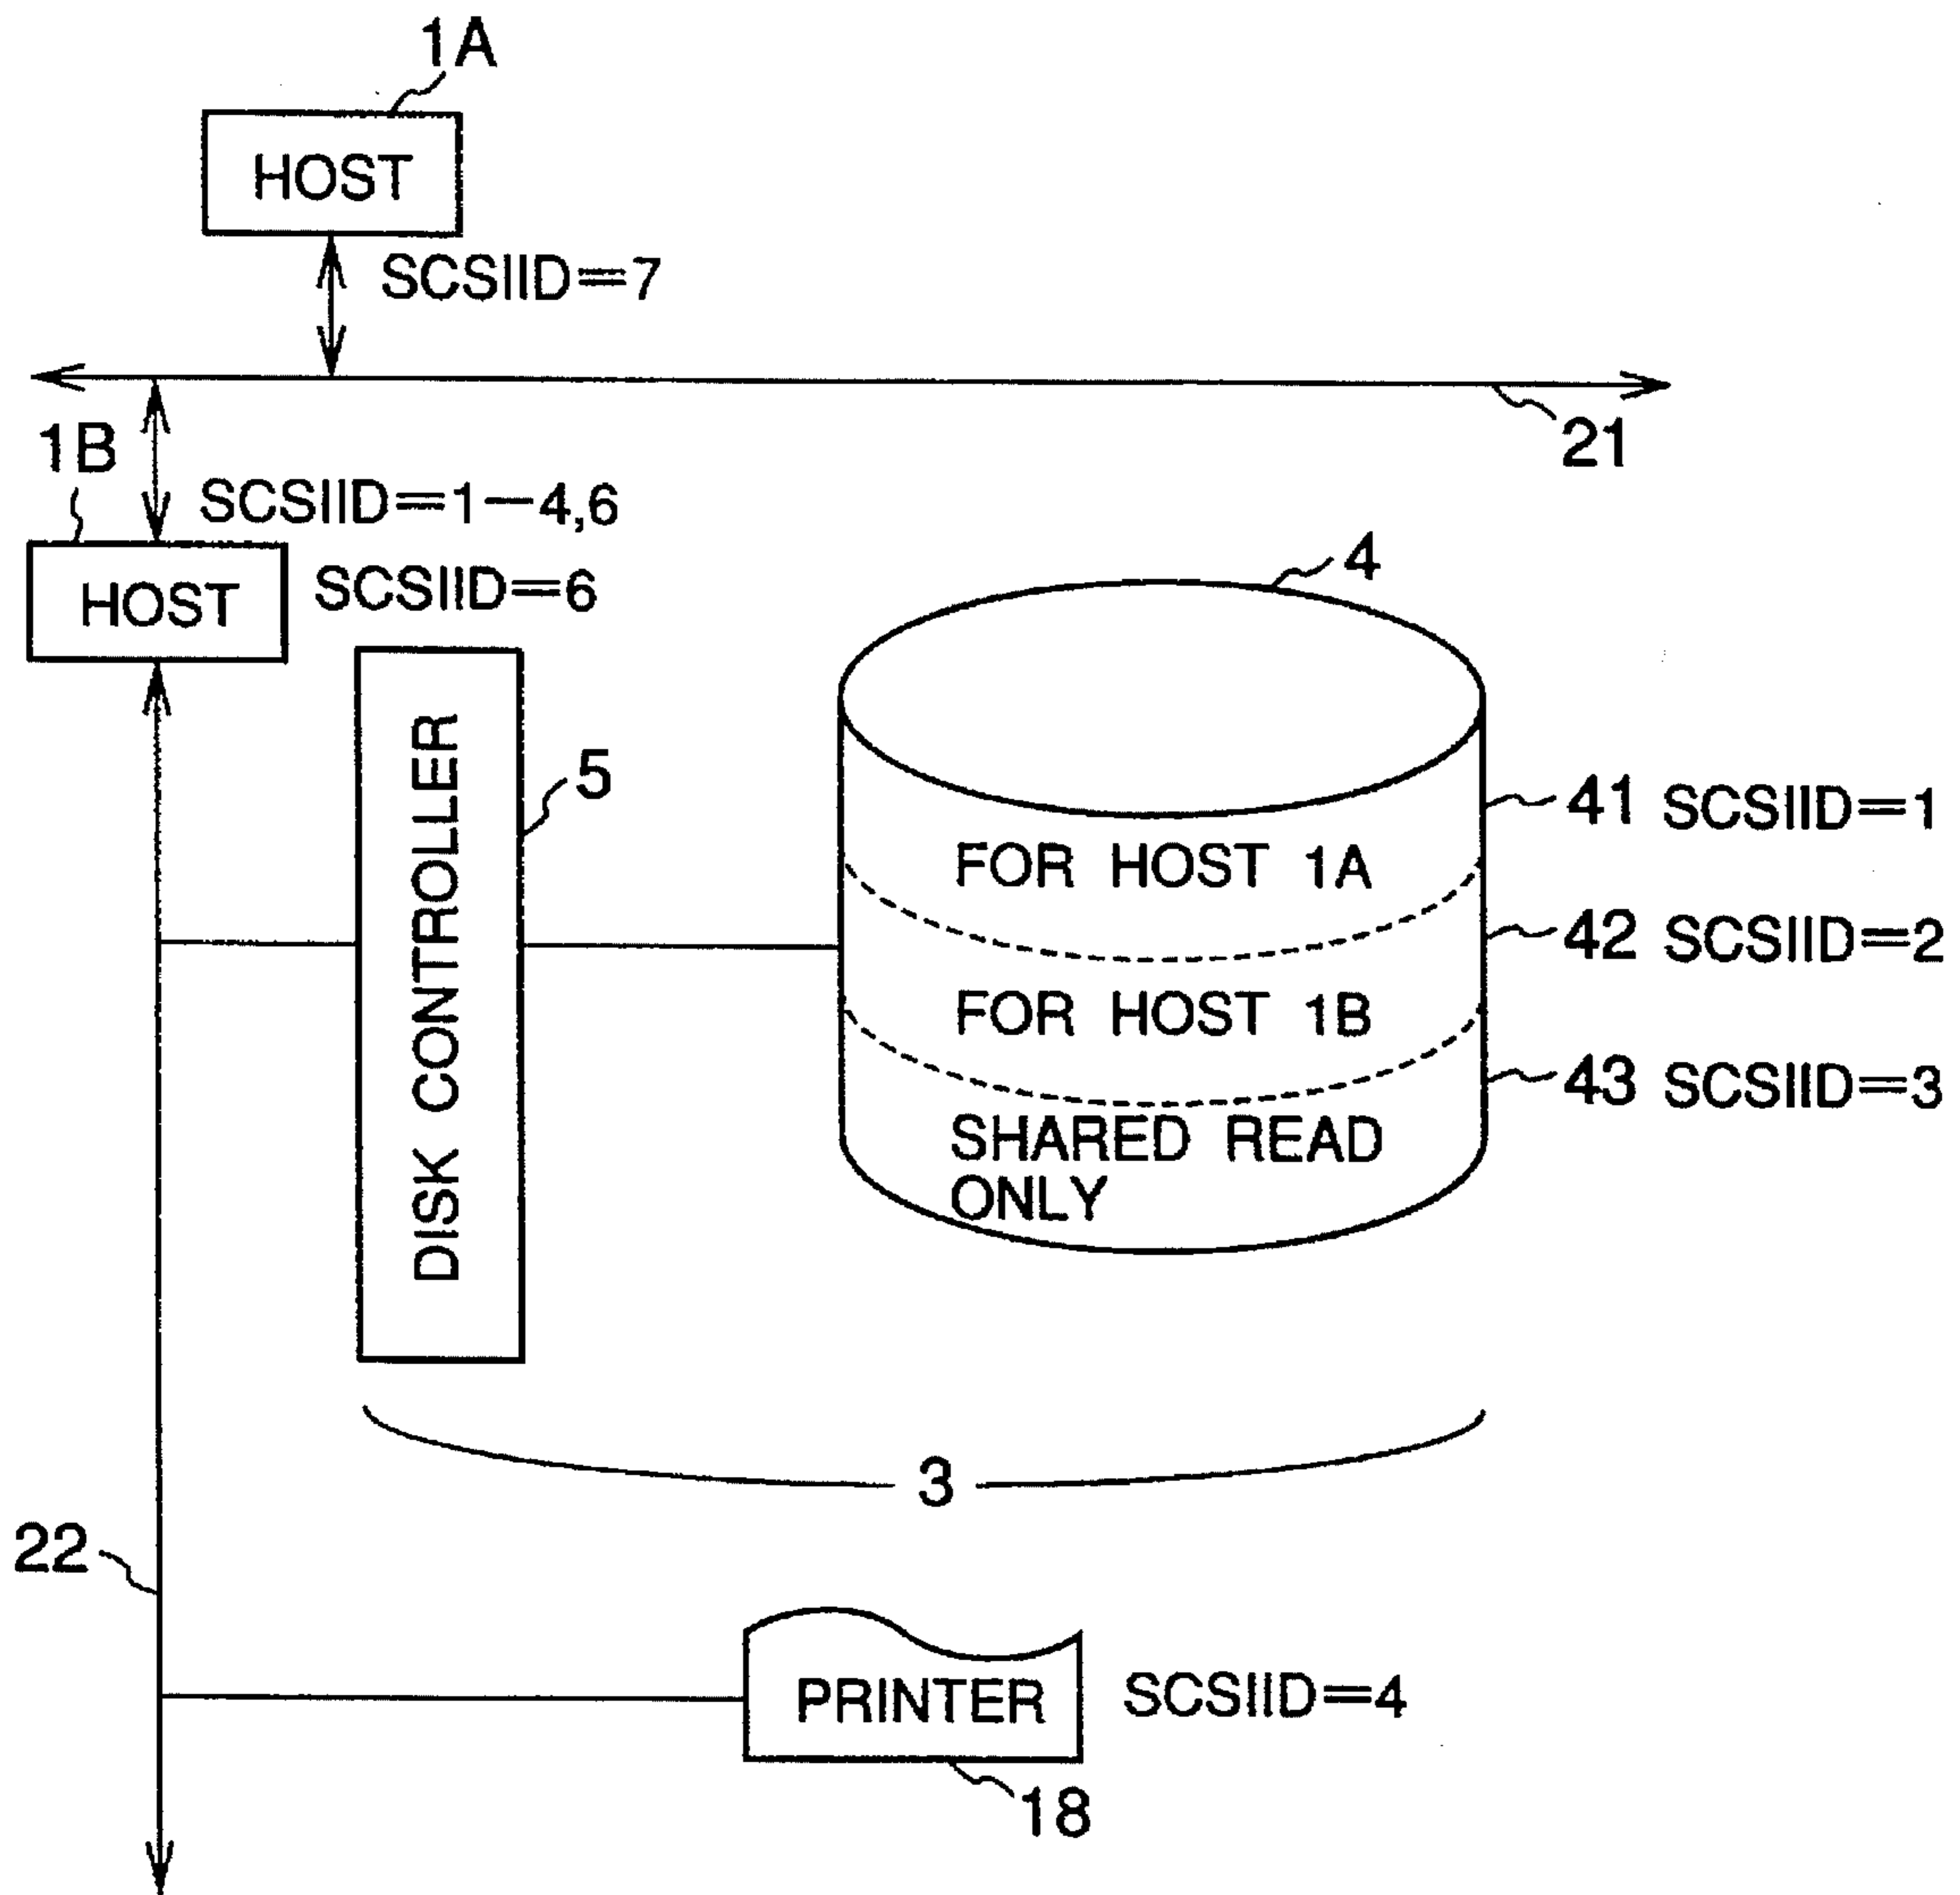 1A
HOST
SCSIID=7
21
1B
SCSIID=1-4,6
HOST
SCSIID=6
4
DISK CONTROLLER
5
41 SCSIID=1
FOR HOST 1A
42 SCSIID=2
FOR HOST 1B
43 SCSIID=3
SHARED READ
ONLY
3
22
PRINTER
SCSIID=4
18